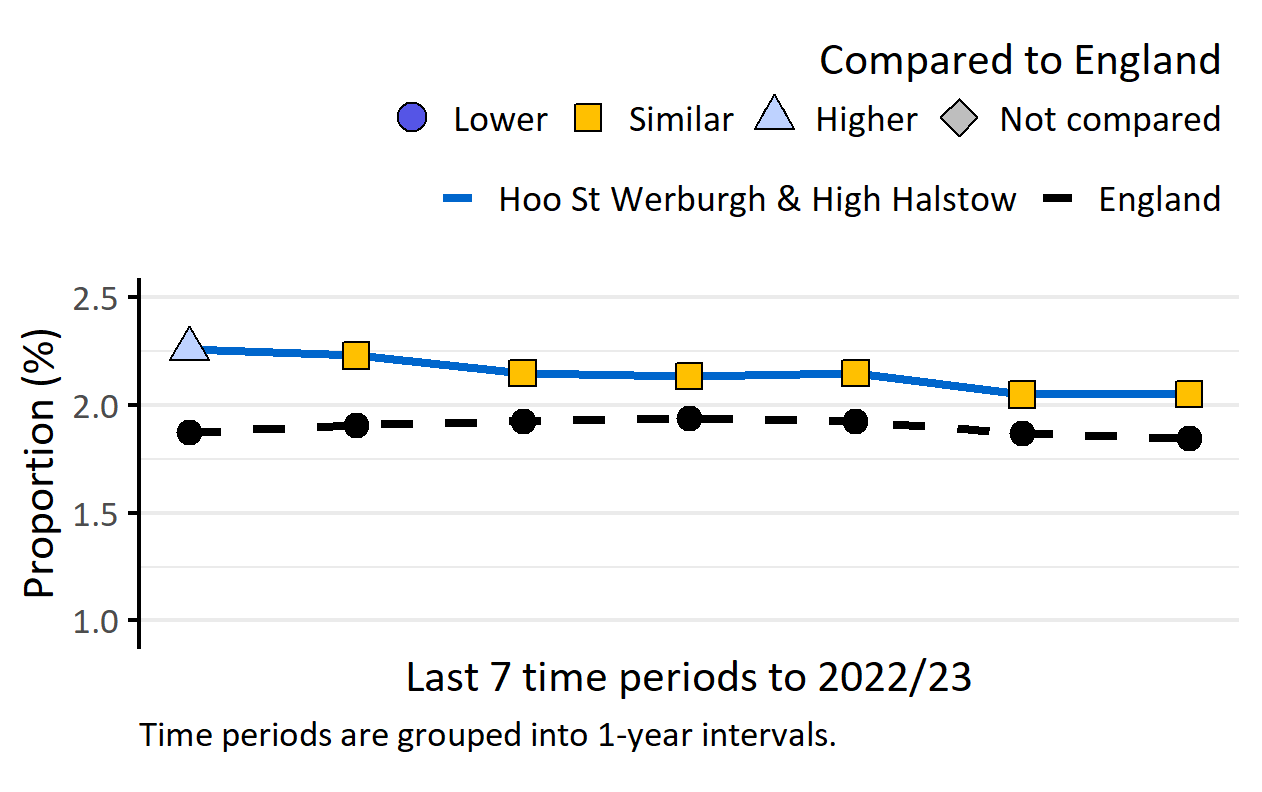 Compared to England
Lower Similar Higher Not compared
Hoo St Werburgh & High Halstow England
Proportion (%)
2.5
2.0
1.5
1.0
Last 7 time periods to 2022/23
Time periods are grouped into 1-year intervals.